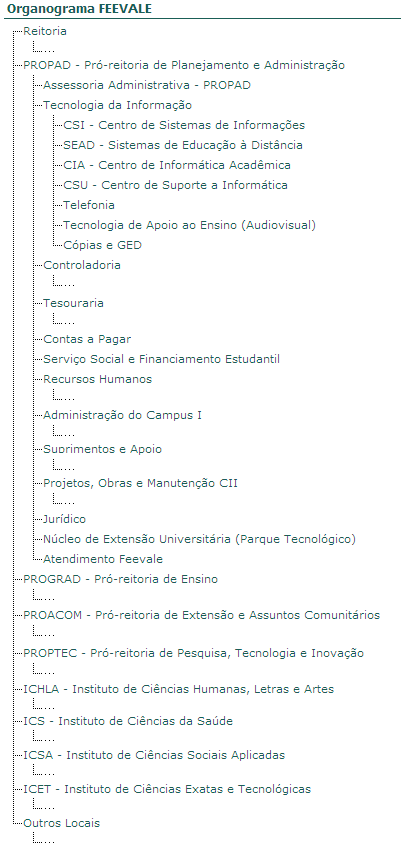 Organograma FEEVALE
Reitoria
...
PROPAD - Pró-reitoria de Planejamento e Administração
Assessoria Administrativa - PROPAD
Tecnologia da Informação
CSI - Centro de Sistemas de Informações
SEAD - Sistemas de Educação à Distância
CIA - Centro de Informática Acadêmica
CSU - Centro de Suporte a Informática
Telefonia
Tecnologia de Apoio ao Ensino (Audiovisual)
Cópias e GED
Controladoria
...
Tesouraria
...
Contas a Pagar
Serviço Social e Financiamento Estudantil
Recursos Humanos
...
Administração do Campus I
...
Suprimentos e Apoio
...
Projetos, Obras e Manutenção CII
...
Jurídico
Núcleo de Extensão Universitária (Parque Tecnológico)
Atendimento Feevale
PROGRAD - Pró-reitoria de Ensino
...
PROACOM - Pró-reitoria de Extensão e Assuntos Comunitários
...
PROPTEC - Pró-reitoria de Pesquisa, Tecnologia e Inovação
...
ICHLA - Instituto de Ciências Humanas, Letras e Artes
...
ICS - Instituto de Ciências da Saúde
...
ICSA - Instituto de Ciências Sociais Aplicadas
...
ICET - Instituto de Ciências Exatas e Tecnológicas
...
Outros Locais
...